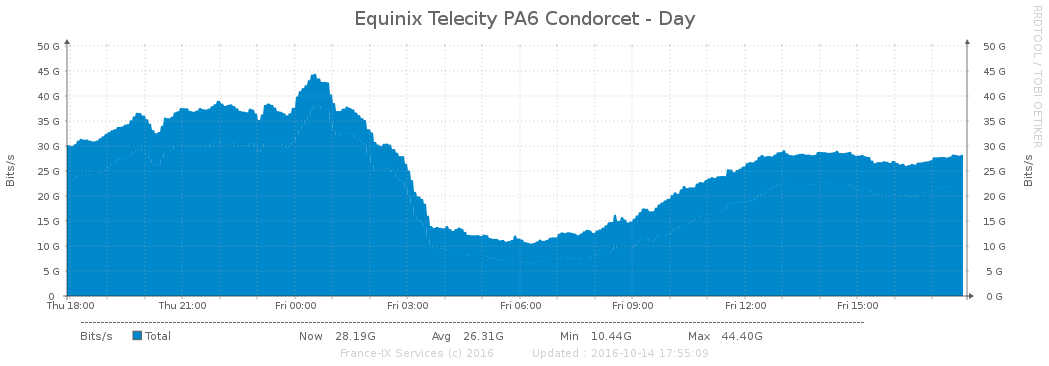 Equinix Telecity PA6 Condorcet - Day
RRDTOOL / TOBI OETIKER
Bits/s
50 G 50 G
45 G 45 G
40 G 40 G
35 G 35 G
30 G 30 G
25 G 25 G
20 G 20 G
15 G 15 G
10 G 10 G
5 G 5 G
0 0 G
Bits/s
Thu 18:00 Thu 21:00 Fri 00:00 Fri 03:00 Fri 06:00 Fri 09:00 Fri 12:00 Fri 15:00
Bits/s Total Now 28.19G Avg 26.31G Min 10.44G Max 44.40G
France-IX Services (c) 2016 Updated : 2016-10-14 17:55:09